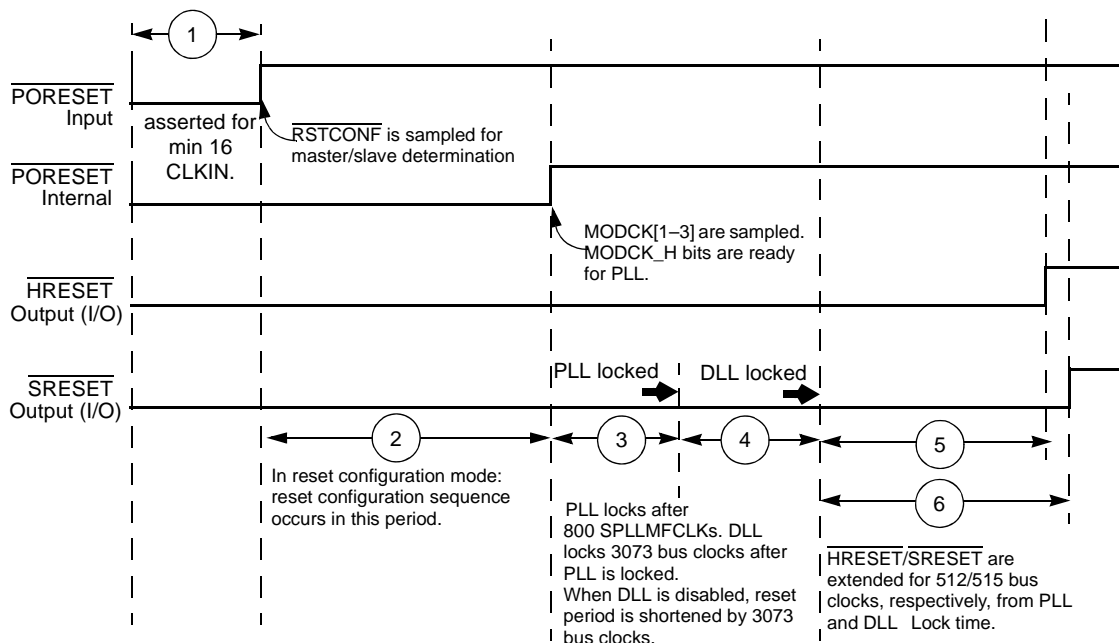 1
PORESET
Input
asserted for
min 16
CLKIN.
RSTCONF is sampled for
master/slave determination
PORESET
Internal
MODCK[1–3] are sampled.
MODCK_H bits are ready
for PLL.
HRESET
Output (I/O)
PLL locked
DLL locked
SRESET
Output (I/O)
2
3
4
5
6
In reset configuration mode:
reset configuration sequence
occurs in this period.
PLL locks after
800 SPLLMFCLKs. DLL
locks 3073 bus clocks after
PLL is locked.
When DLL is disabled, reset
period is shortened by 3073
bus clocks.
HRESET/SRESET are
extended for 512/515 bus
clocks, respectively, from PLL
and DLL Lock time.